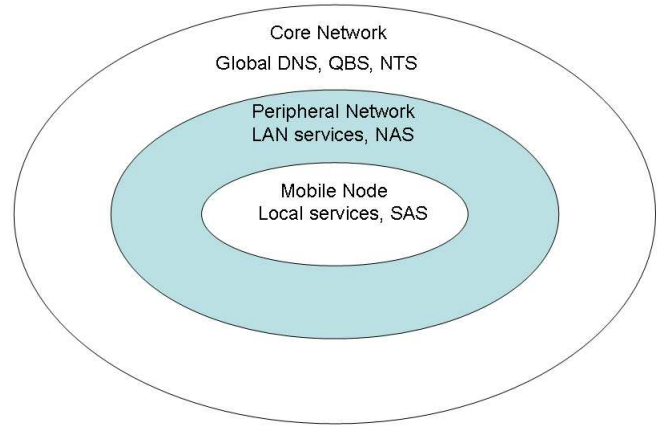 Core Network
Global DNS, QBS, NTS
Peripheral Network
LAN services, NAS
Mobile Node
Local services, SAS